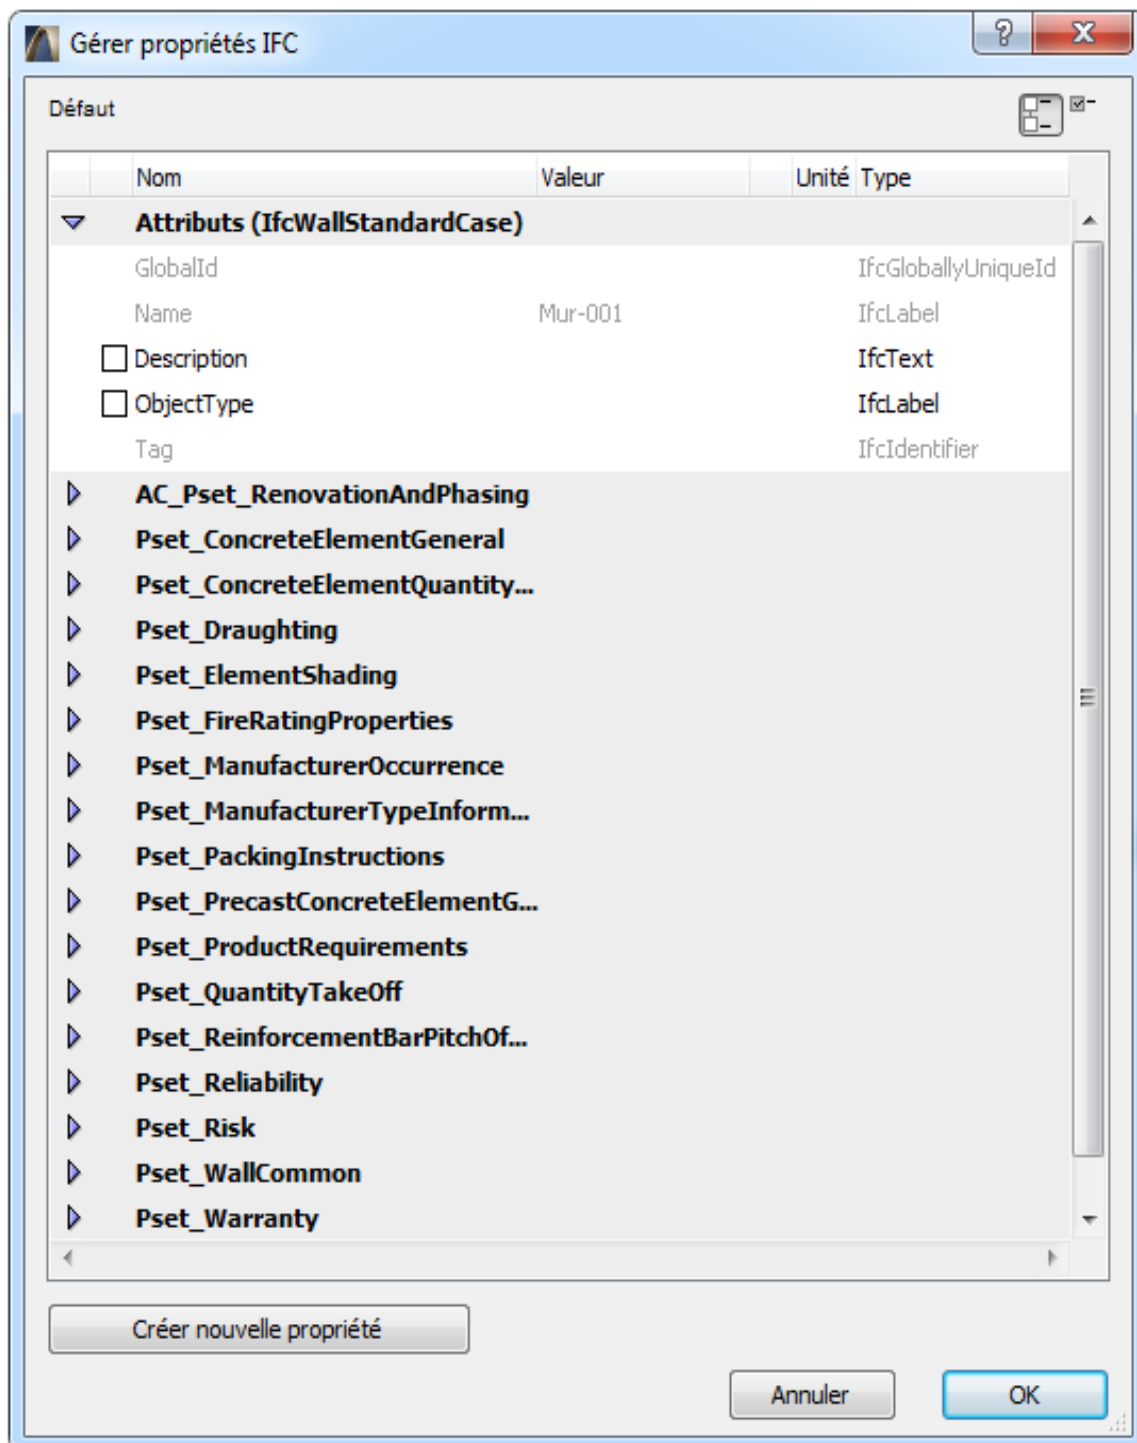 Gérer propriétés IFC
Défaut
Nom Valeur Unité Type
Attributs (IfcWallStandardCase)
GlobalId IfcGloballyUniqueId
Name Mur-001 IfcLabel
Description IfcText
ObjectType IfcLabel
Tag IfcIdentifier
AC_Pset_RenovationAndPhasing
Pset_ConcreteElementGeneral
Pset_ConcreteElementQuantity...
Pset_Draughting
Pset_ElementShading
Pset_FireRatingProperties
Pset_ManufacturerOccurrence
Pset_ManufacturerTypeInform...
Pset_PackingInstructions
Pset_PrecastConcreteElementG...
Pset_ProductRequirements
Pset_QuantityTakeOff
Pset_ReinforcementBarPitchOf...
Pset_Reliability
Pset_Risk
Pset_WallCommon
Pset_Warranty
Créer nouvelle propriété
Annuler OK